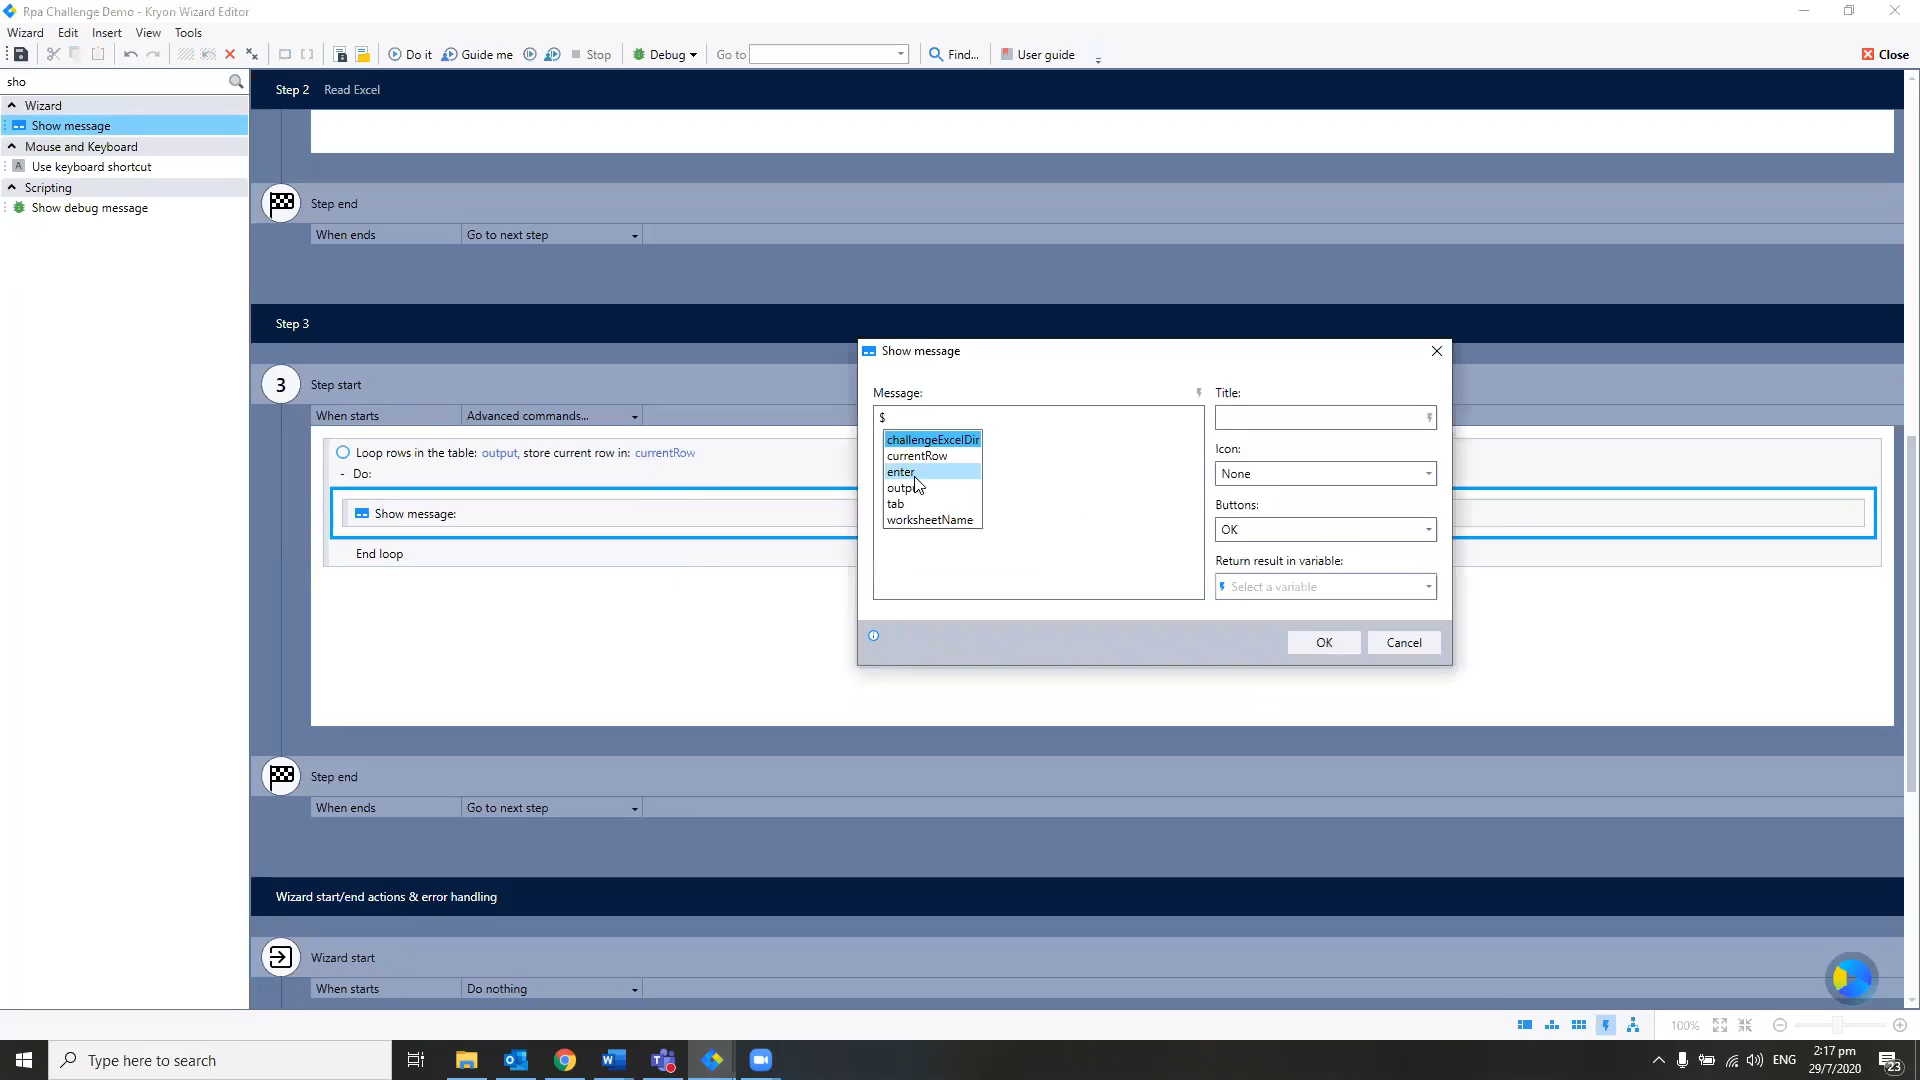 Rpa Challenge Demo - Kryon Wizard Editor
Wizard Edit Insert View Tools
Do it Guide me Stop Debug Go to Find... User guide Close
sho
Wizard
Show message
Mouse and Keyboard
A Use keyboard shortcut
Scripting
Show debug message
Step 2 Read Excel
Step end
When ends Go to next step
Step 3
3 Step start
When starts Advanced commands...
Loop rows in the table: output, store current row in: currentRow
- Do:
Show message:
End loop
Show message
Message:
$
challengeExcelDir
currentRow
enter
tab
worksheetName
Title:
Icon:
None
Buttons:
OK
Return result in variable:
Select a variable
OK Cancel
Step end
When ends Go to next step
Wizard start/end actions & error handling
Wizard start
When starts Do nothing
100%
Type here to search
ENG
2:17 pm
29/7/2020
23